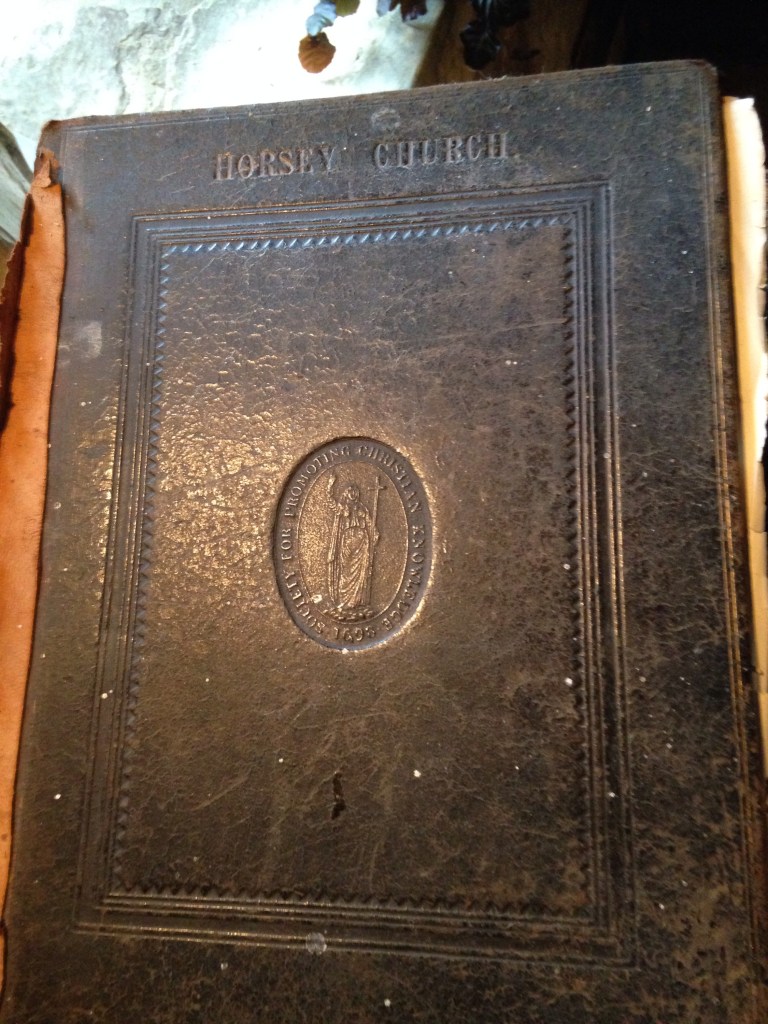 HORSEY CHURCH.
SOCIETY FOR PROMOTING CHRISTIAN KNOWLEDGE
1698